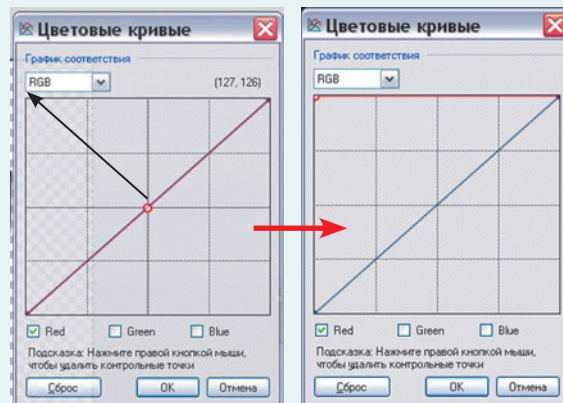 Цветовые кривые
График соответствия
RGB
(127, 126)
Red
Green
Blue
Подсказка: Нажмите правой кнопкой мыши,
чтобы удалить контрольные точки
Сброс
OK
Отмена
Цветовые кривые
График соответствия
RGB
Red
Green
Blue
Подсказка: Нажмите правой кнопкой мыши,
чтобы удалить контрольные точки
Сброс
OK
Отмена